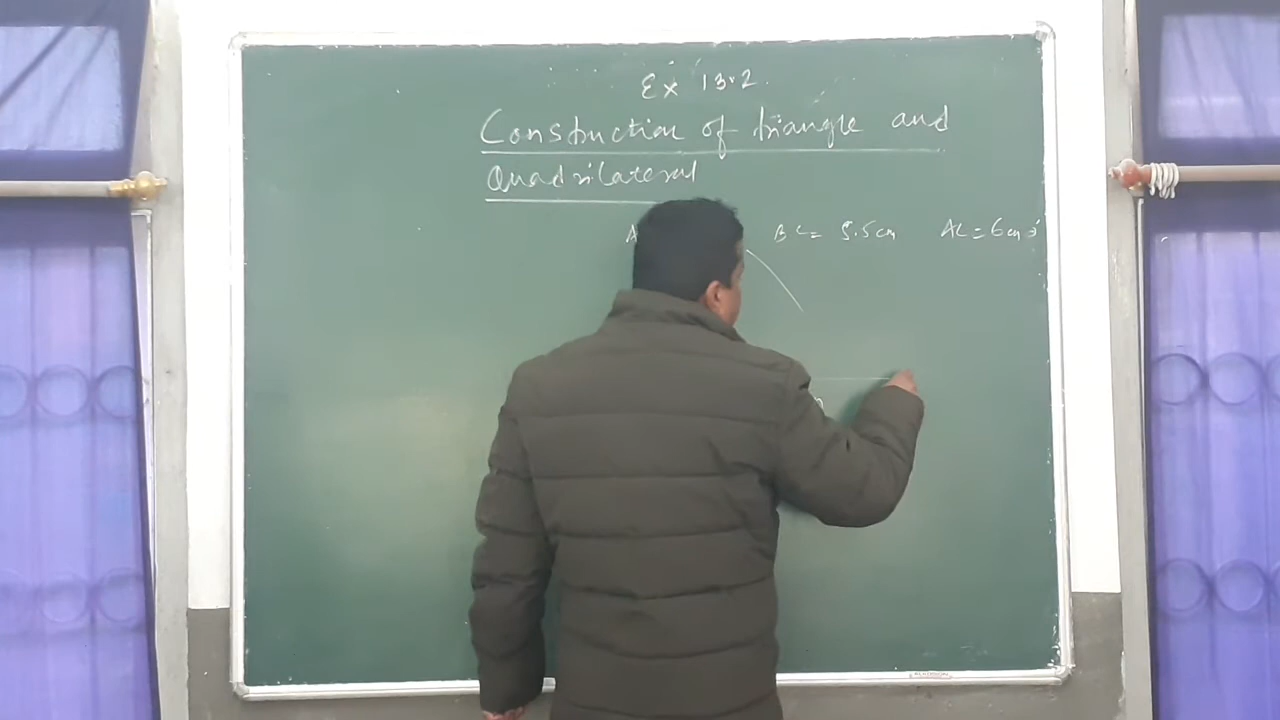 Ex 13.2
Construction of triangle and
Quadrilateral
A BC = 5.5cm AC = 6cm